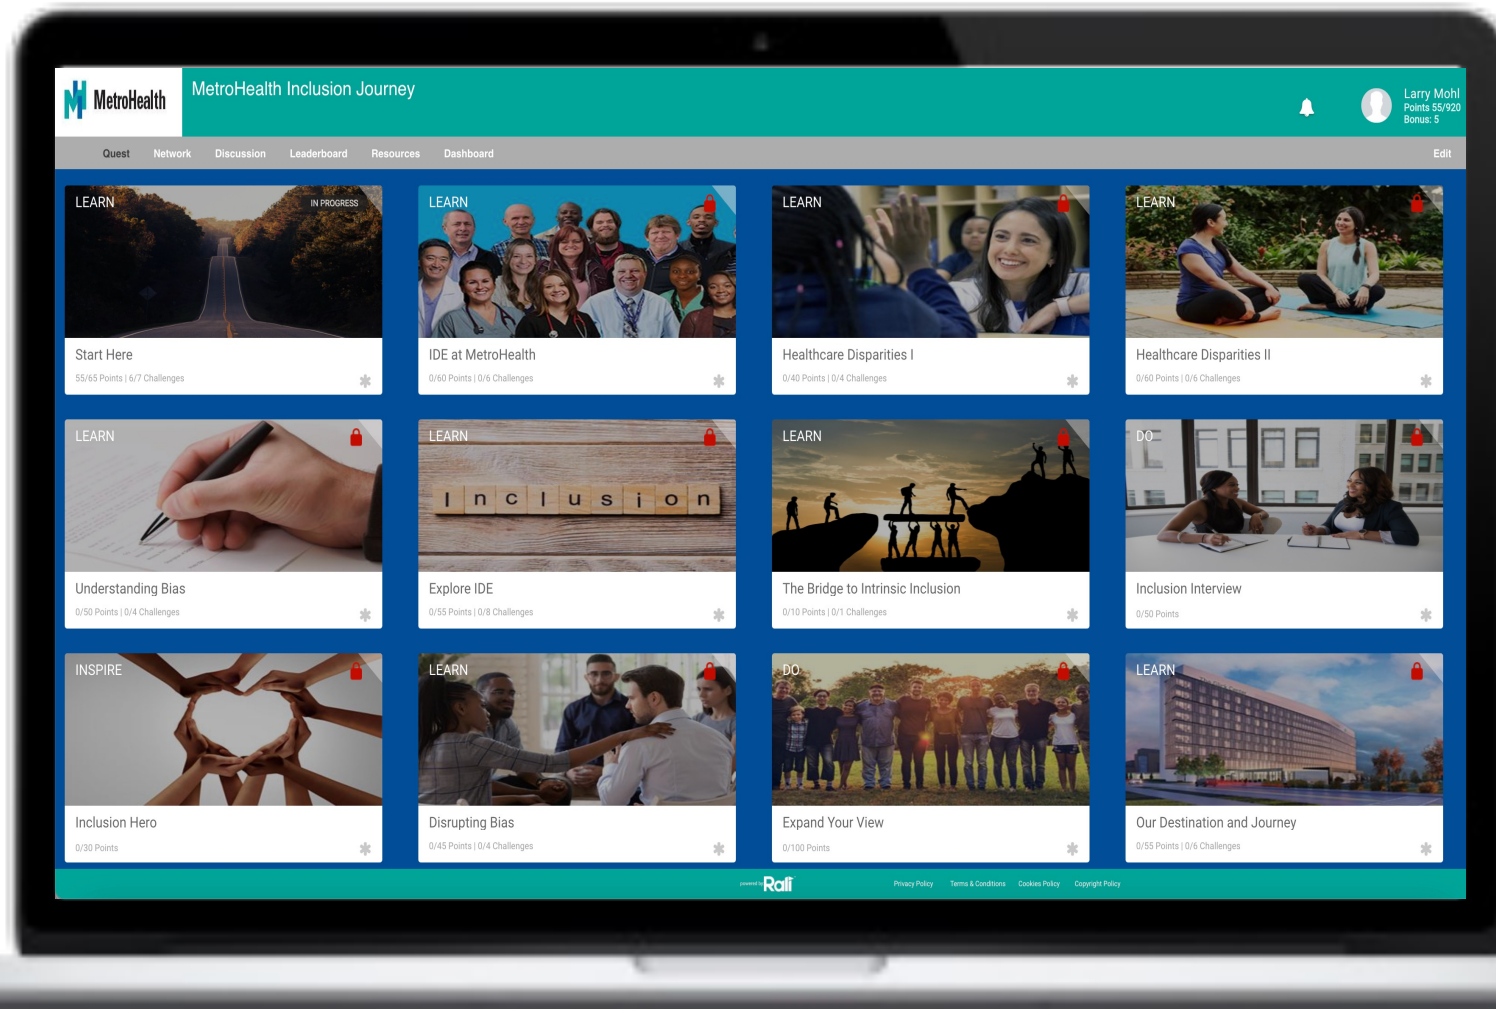 MetroHealth
MetroHealth Inclusion Journey
Larry Mohl
Points 55/920
Bonus: 5
Quest Network Discussion Leaderboard Resources Dashboard Edit
LEARN IN PROGRESS
Start Here
55/65 Points | 6/7 Challenges
LEARN
IDE at MetroHealth
0/60 Points | 0/6 Challenges
LEARN
Healthcare Disparities I
0/40 Points | 0/4 Challenges
LEARN
Healthcare Disparities II
0/60 Points | 0/6 Challenges
LEARN
Understanding Bias
0/50 Points | 0/4 Challenges
LEARN
Inclusion
Explore IDE
0/55 Points | 0/8 Challenges
LEARN
The Bridge to Intrinsic Inclusion
0/10 Points | 0/1 Challenges
DO
Inclusion Interview
0/50 Points
INSPIRE
Inclusion Hero
0/30 Points
LEARN
Disrupting Bias
0/45 Points | 0/4 Challenges
DO
Expand Your View
0/100 Points
LEARN
Our Destination and Journey
0/55 Points | 0/6 Challenges
powered by Rali Privacy Policy Terms & Conditions Cookies Policy Copyright Policy